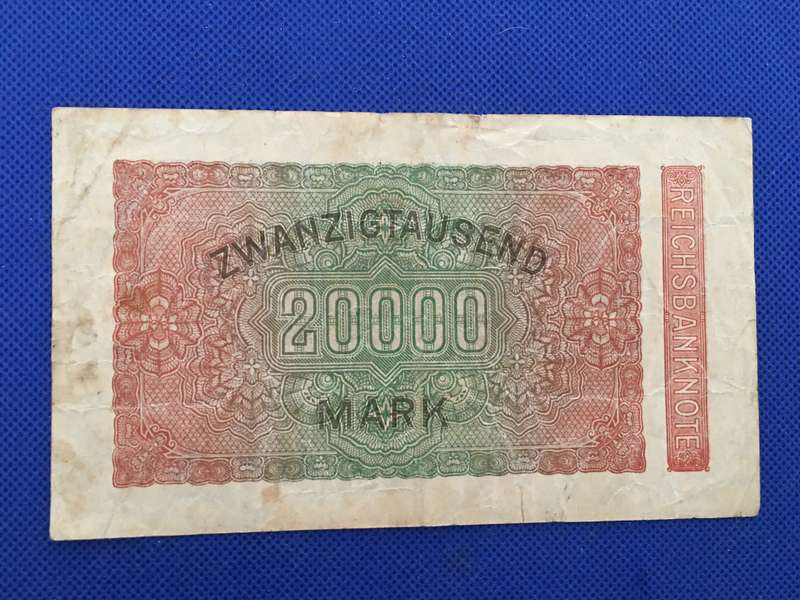 ZWANZIGTAUSEND
20000
MARK
REICHSBANKNOTE